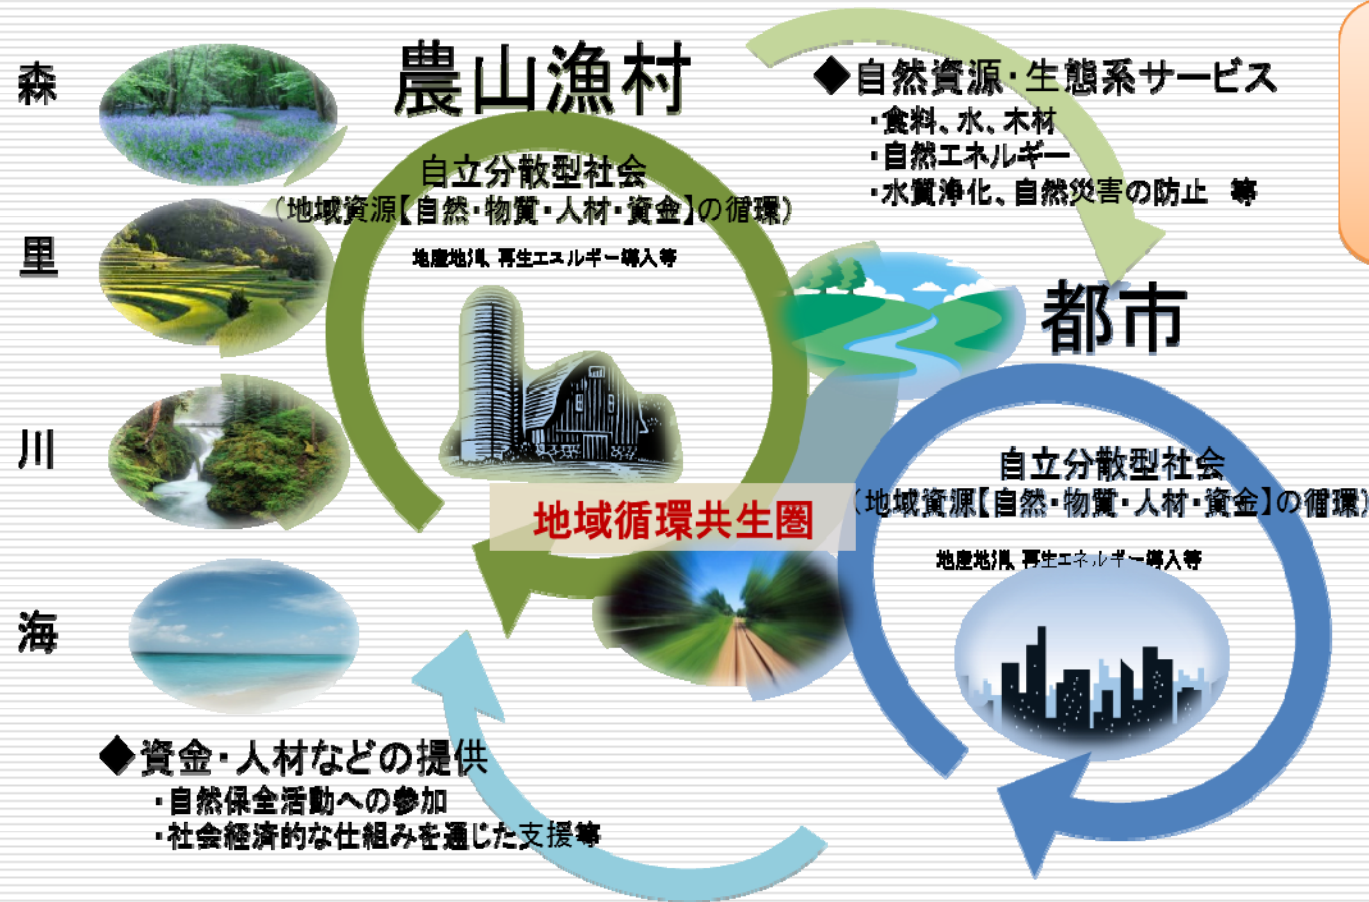 森
里
川
海
農山漁村
自立分散型社会
(地域資源【自然・物質・人材・資金】の循環)
地産地消、再生エネルギー導入等
◆自然資源・生態系サービス
・食料、水、木材
・自然エネルギー
・水質浄化、自然災害の防止 等
都市
自立分散型社会
(地域資源【自然・物質・人材・資金】の循環)
地産地消、再生エネルギー導入等
地域循環共生圏
◆資金・人材などの提供
・自然保全活動への参加
・社会経済的な仕組みを通じた支援等